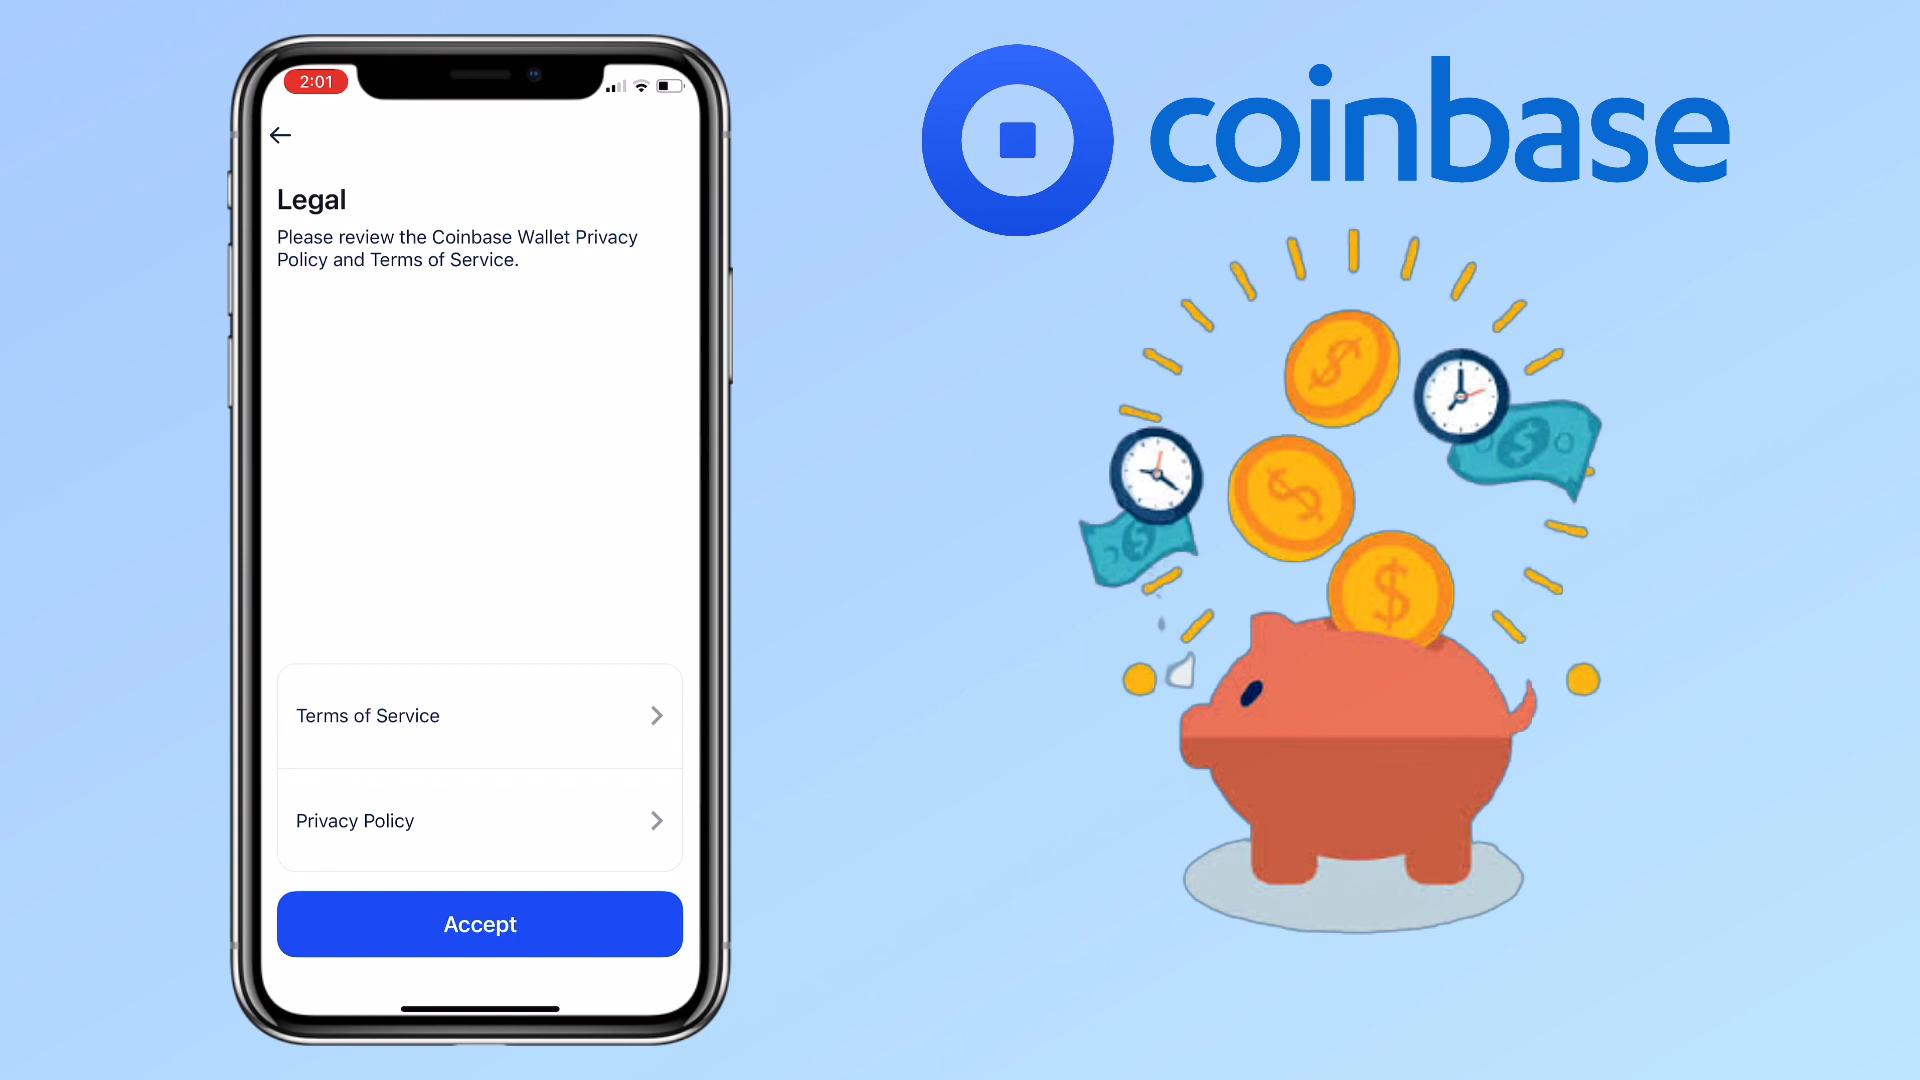 2:01
Legal
Please review the Coinbase Wallet Privacy
Policy and Terms of Service.
Terms of Service
Privacy Policy
Accept
coinbase
$
$
$
$
$